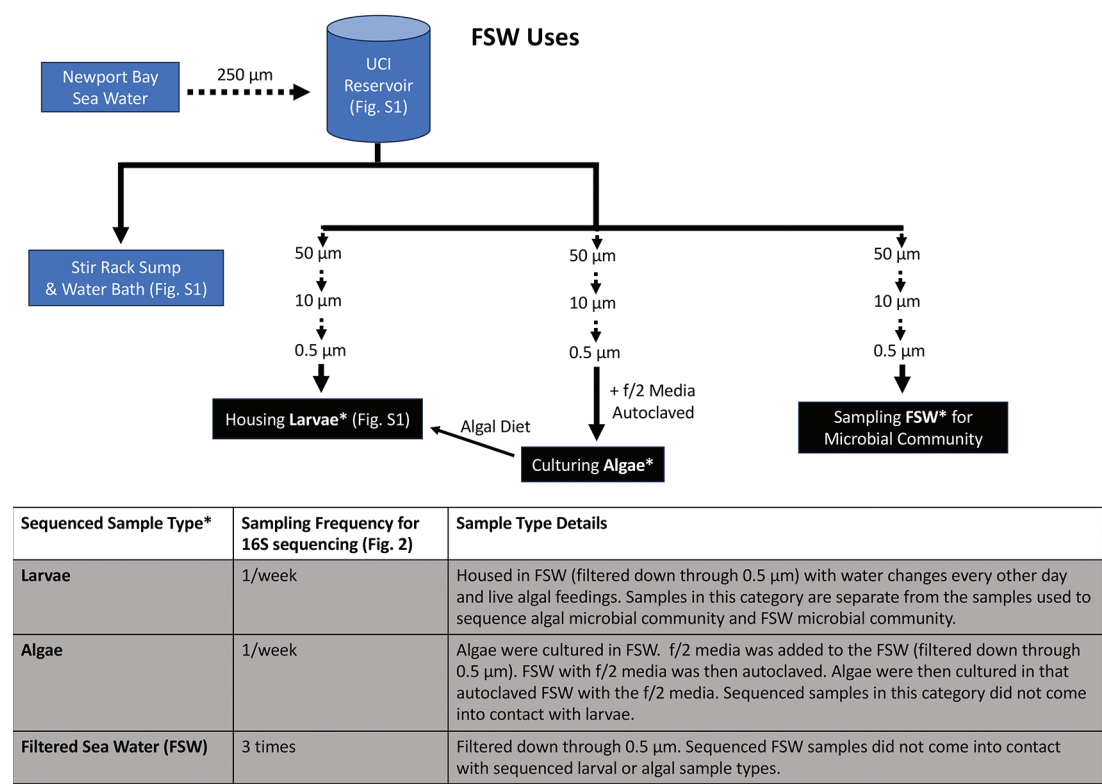 FSW Uses
Newport Bay
Sea Water
250 µm
UCI
Reservoir
(Fig. S1)
Stir Rack Sump
& Water Bath (Fig. S1)
50 µm
10 µm
0.5 µm
50 µm
10 µm
0.5 µm
50 µm
10 µm
0.5 µm
+ f/2 Media
Autoclaved
Housing Larvae* (Fig. S1)
Algal Diet
Culturing Algae*
Sampling FSW* for
Microbial Community
Sequenced Sample Type*
Sampling Frequency for
16S sequencing (Fig. 2)
Sample Type Details
Larvae
1/week
Housed in FSW (filtered down through 0.5 µm) with water changes every other day
and live algal feedings. Samples in this category are separate from the samples used to
sequence algal microbial community and FSW microbial community.
Algae
1/week
Algae were cultured in FSW. f/2 media was added to the FSW (filtered down through
0.5 µm). FSW with f/2 media was then autoclaved. Algae were then cultured in that
autoclaved FSW with the f/2 media. Sequenced samples in this category did not come
into contact with larvae.
Filtered Sea Water (FSW)
3 times
Filtered down through 0.5 µm. Sequenced FSW samples did not come into contact
with sequenced larval or algal sample types.